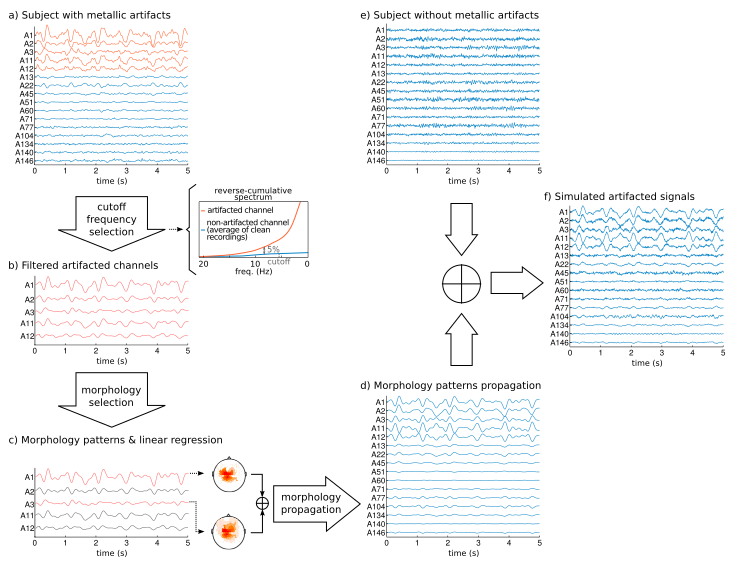 a) Subject with metallic artifacts
A1
A2
A3
A11
A12
A13
A22
A45
A51
A60
A71
A77
A104
A134
A140
A146
0 1 2 3 4 5
time (s)
cutoff
frequency
selection
reverse-cumulative
spectrum
artifacted channel
non-artifacted channel
(average of clean
recordings)
15%
cutoff
20 10 0
freq. (Hz)
b) Filtered artifacted channels
A1
A2
A3
A11
A12
0 1 2 3 4 5
time (s)
morphology
selection
c) Morphology patterns & linear regression
A1
A2
A3
A11
A12
0 1 2 3 4 5
time (s)
morphology
propagation
d) Morphology patterns propagation
A1
A2
A3
A11
A12
A13
A22
A45
A51
A60
A71
A77
A104
A134
A140
A146
0 1 2 3 4 5
time (s)
e) Subject without metallic artifacts
A1
A2
A3
A11
A12
A13
A22
A45
A51
A60
A71
A77
A104
A134
A140
A146
0 1 2 3 4 5
time (s)
f) Simulated artifacted signals
A1
A2
A3
A11
A12
A13
A22
A45
A51
A60
A71
A77
A104
A134
A140
A146
0 1 2 3 4 5
time (s)